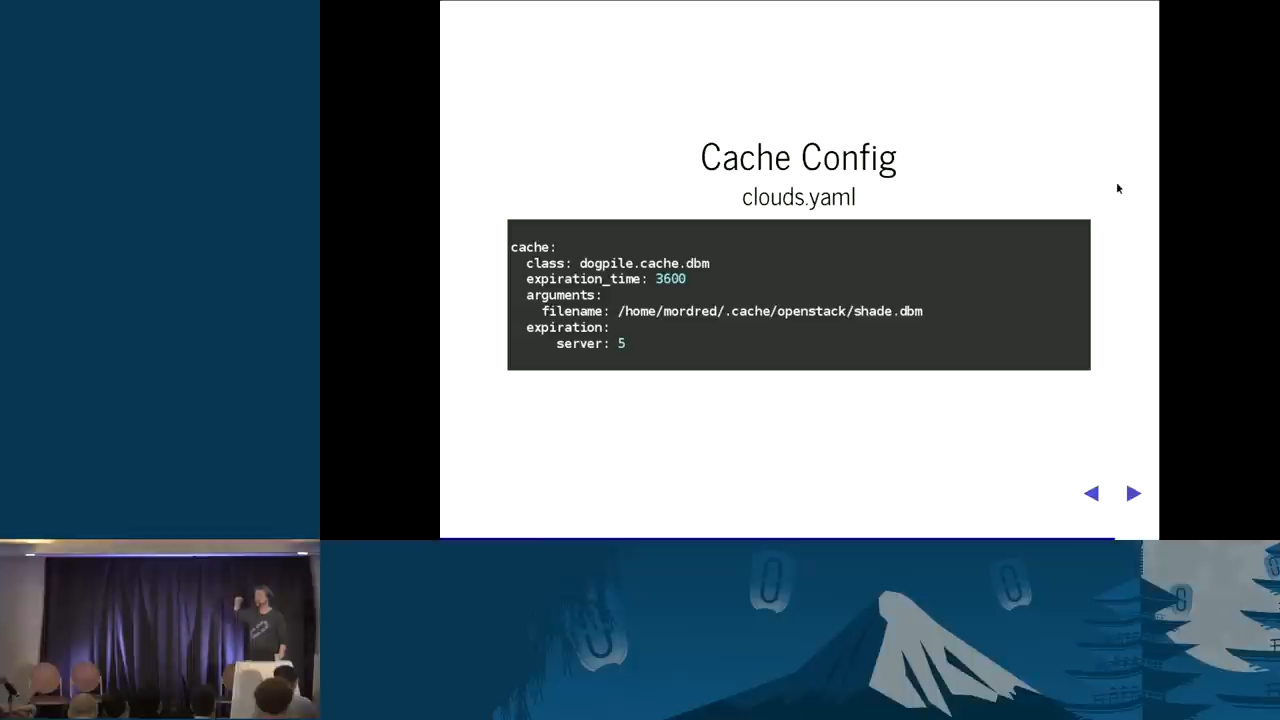 Cache Config
clouds.yaml
cache:
  class: dogpile.cache.dbm
  expiration_time: 3600
  arguments:
    filename: /home/mordred/.cache/openstack/shade.dbm
  expiration:
      server: 5